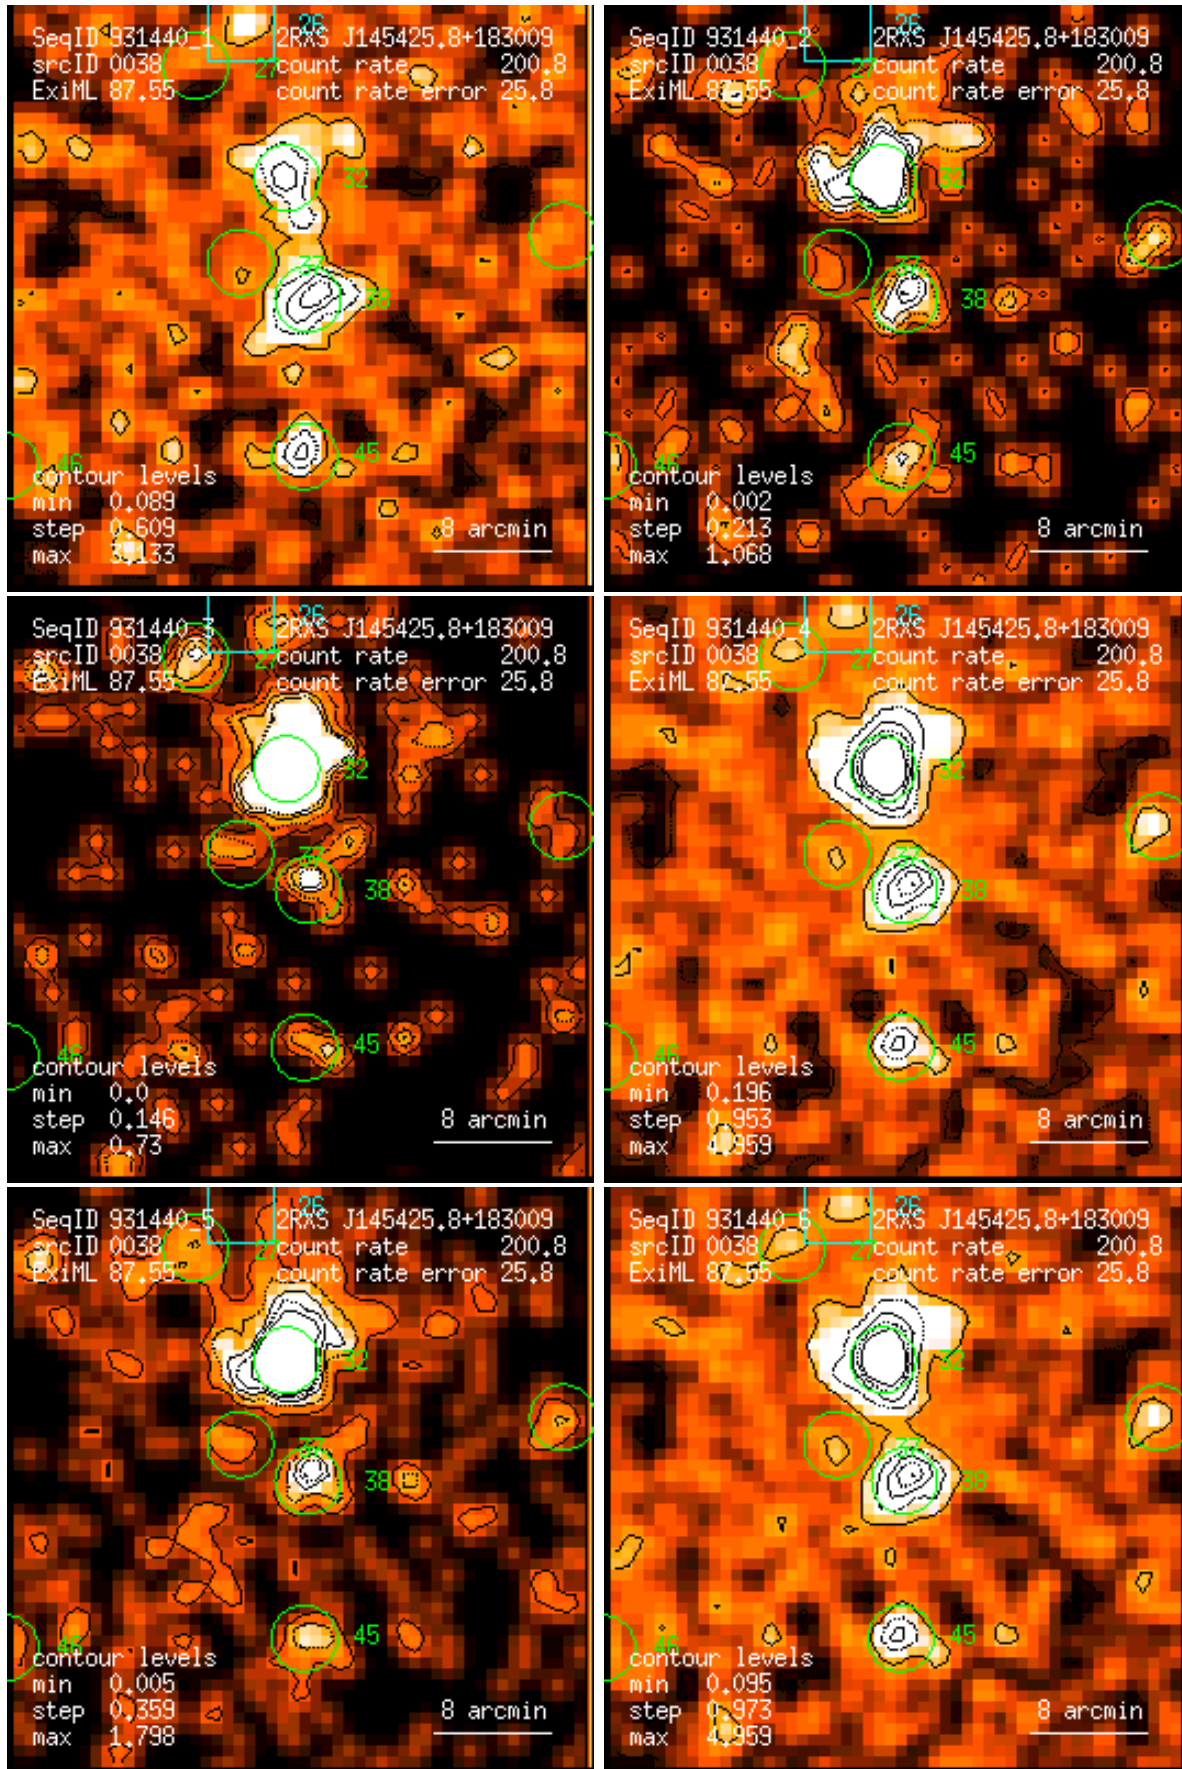 26
SeqID 931440_1 2RXS J145425.8+183009
srcID 0038 27 count rate 200.8
ExiML 87.55 count rate error 25.8
32
37
38
45
46
contour levels
min 0.089
step 0.609 8 arcmin
max 3.133
26
SeqID 931440_2 2RXS J145425.8+183009
srcID 0038 27 count rate 200.8
ExiML 87.55 count rate error 25.8
32
37
38
45
46
contour levels
min 0.002
step 0.213 8 arcmin
max 1.068
26
SeqID 931440_3 2RXS J145425.8+183009
srcID 0038 27 count rate 200.8
ExiML 87.55 count rate error 25.8
32
37
38
45
46
contour levels
min 0.0
step 0.146 8 arcmin
max 0.73
26
SeqID 931440_4 2RXS J145425.8+183009
srcID 0038 27 count rate 200.8
ExiML 87.55 count rate error 25.8
32
37
38
45
46
contour levels
min 0.196
step 0.953 8 arcmin
max 4.959
26
SeqID 931440_5 2RXS J145425.8+183009
srcID 0038 27 count rate 200.8
ExiML 87.55 count rate error 25.8
32
37
38
45
46
contour levels
min 0.005
step 0.359 8 arcmin
max 1.798
26
SeqID 931440_6 2RXS J145425.8+183009
srcID 0038 27 count rate 200.8
ExiML 87.55 count rate error 25.8
32
37
38
45
46
contour levels
min 0.095
step 0.973 8 arcmin
max 4.959